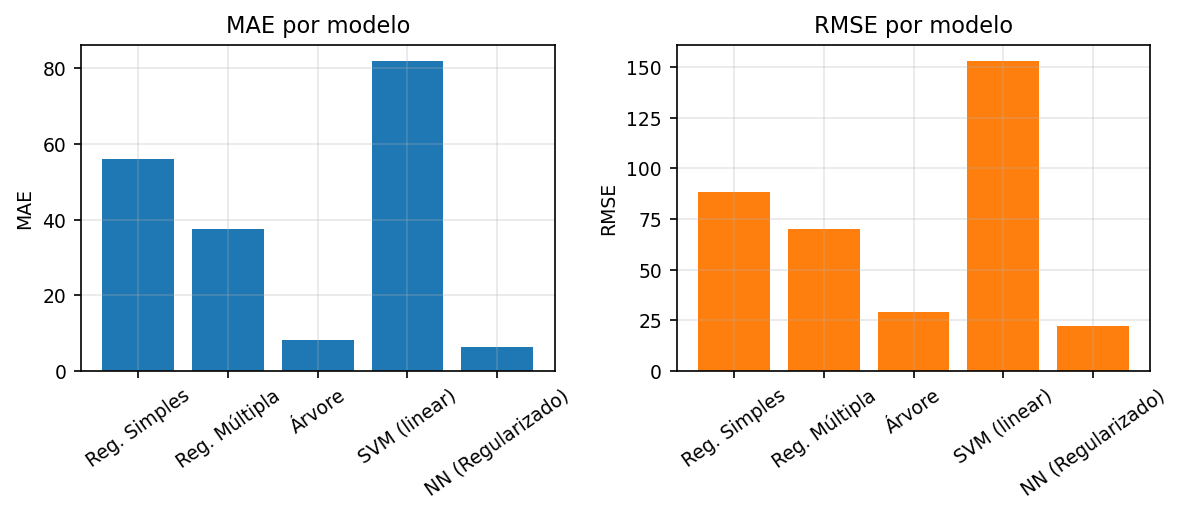 MAE por modelo
MAE
80
60
40
20
0
Reg. Simples
Reg. Múltipla
Árvore
SVM (linear)
NN (Regularizado)
RMSE por modelo
RMSE
150
125
100
75
50
25
0
Reg. Simples
Reg. Múltipla
Árvore
SVM (linear)
NN (Regularizado)